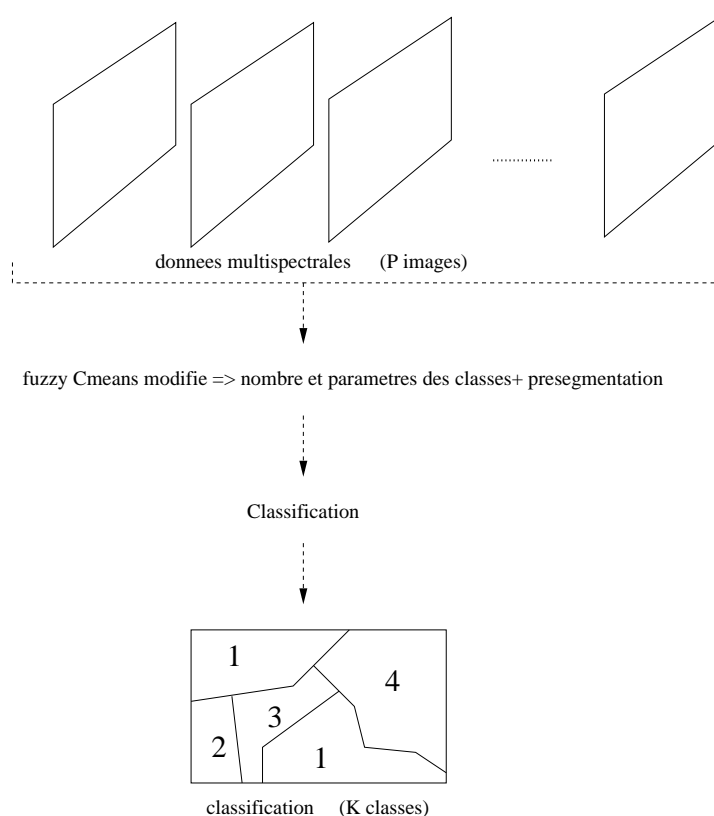 donnees multispectrales (P images)
fuzzy Cmeans modifie => nombre et parametres des classes+ presegmentation
Classification
1
4
3
2
1
classification (K classes)